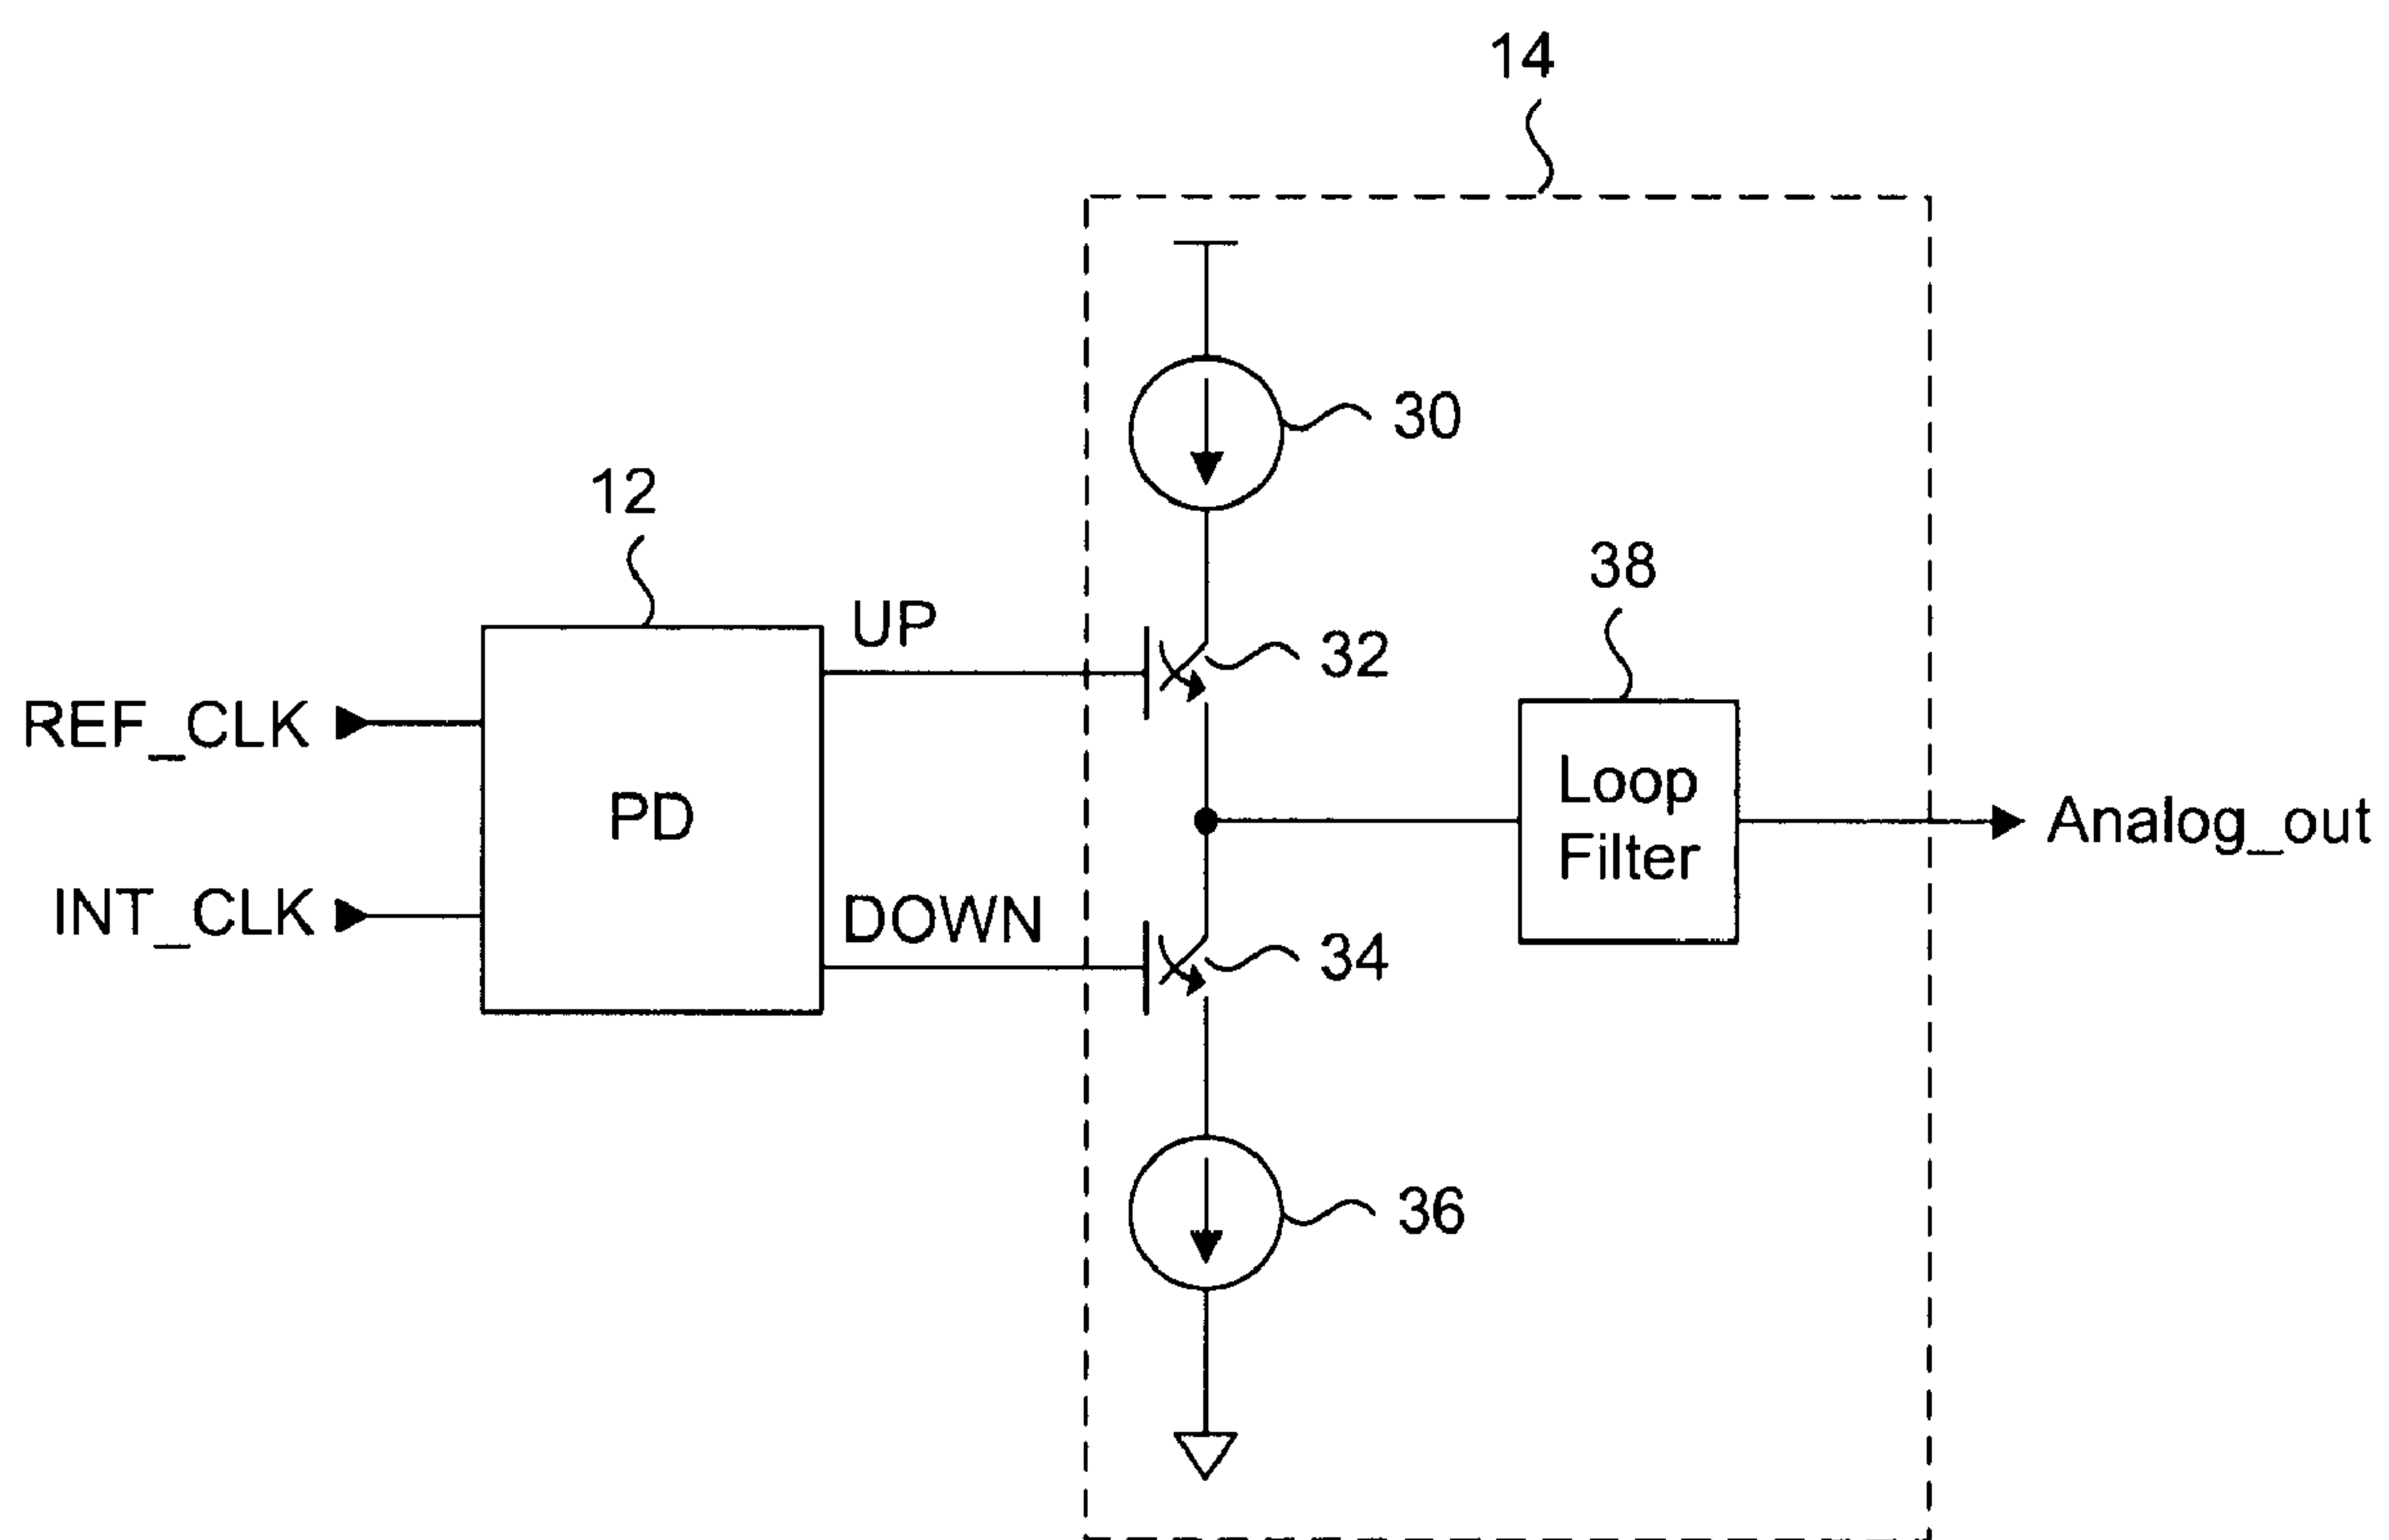 14
30
12
38
UP
32
REF_CLK
Loop
Filter
PD
Analog_out
INT_CLK
DOWN
34
36